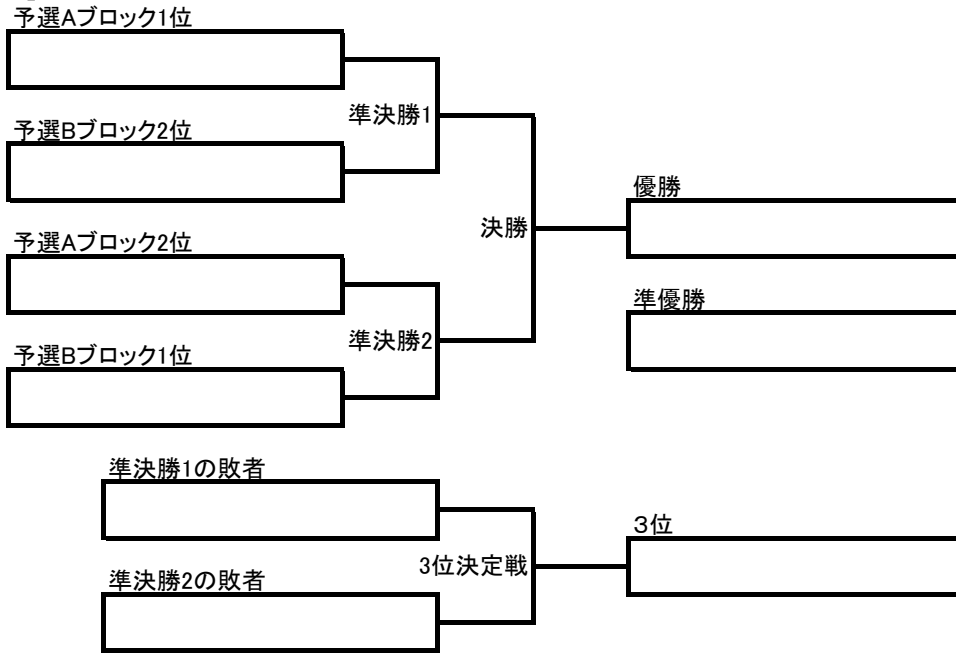 予選Aブロック1位
準決勝1
予選Bブロック2位
優勝
決勝
予選Aブロック2位
準優勝
準決勝2
予選Bブロック1位
準決勝1の敗者
3位
3位決定戦
準決勝2の敗者